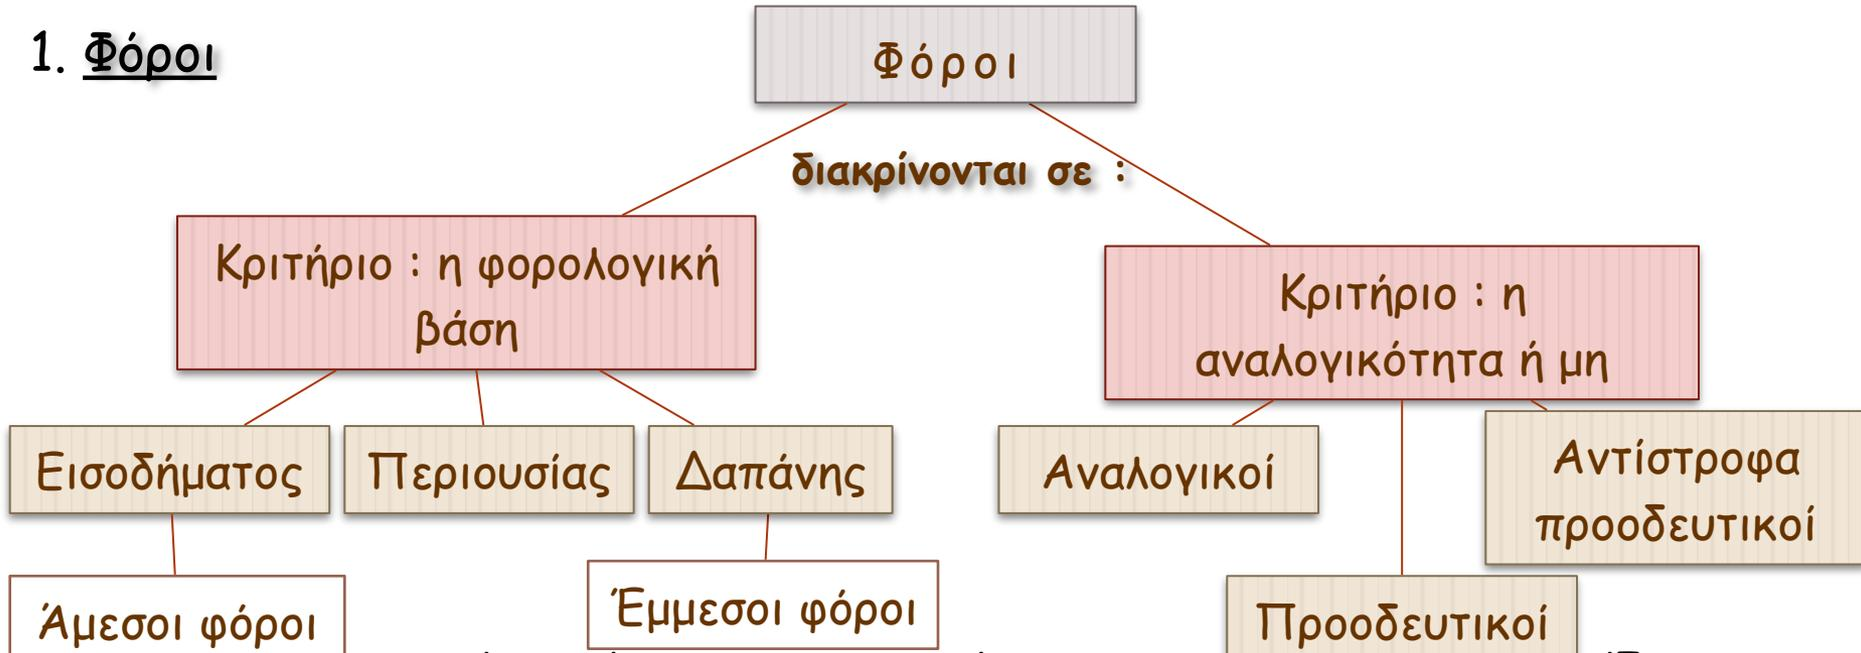 1. Φόροι
Φόροι
διακρίνονται σε :
Κριτήριο : η φορολογική
βάση
Κριτήριο : η
αναλογικότητα ή μη
Εισοδήματος
Περιουσίας
Δαπάνης
Αναλογικοί
Αντίστροφα
προοδευτικοί
Άμεσοι φόροι
Έμμεσοι φόροι
Προοδευτικοί